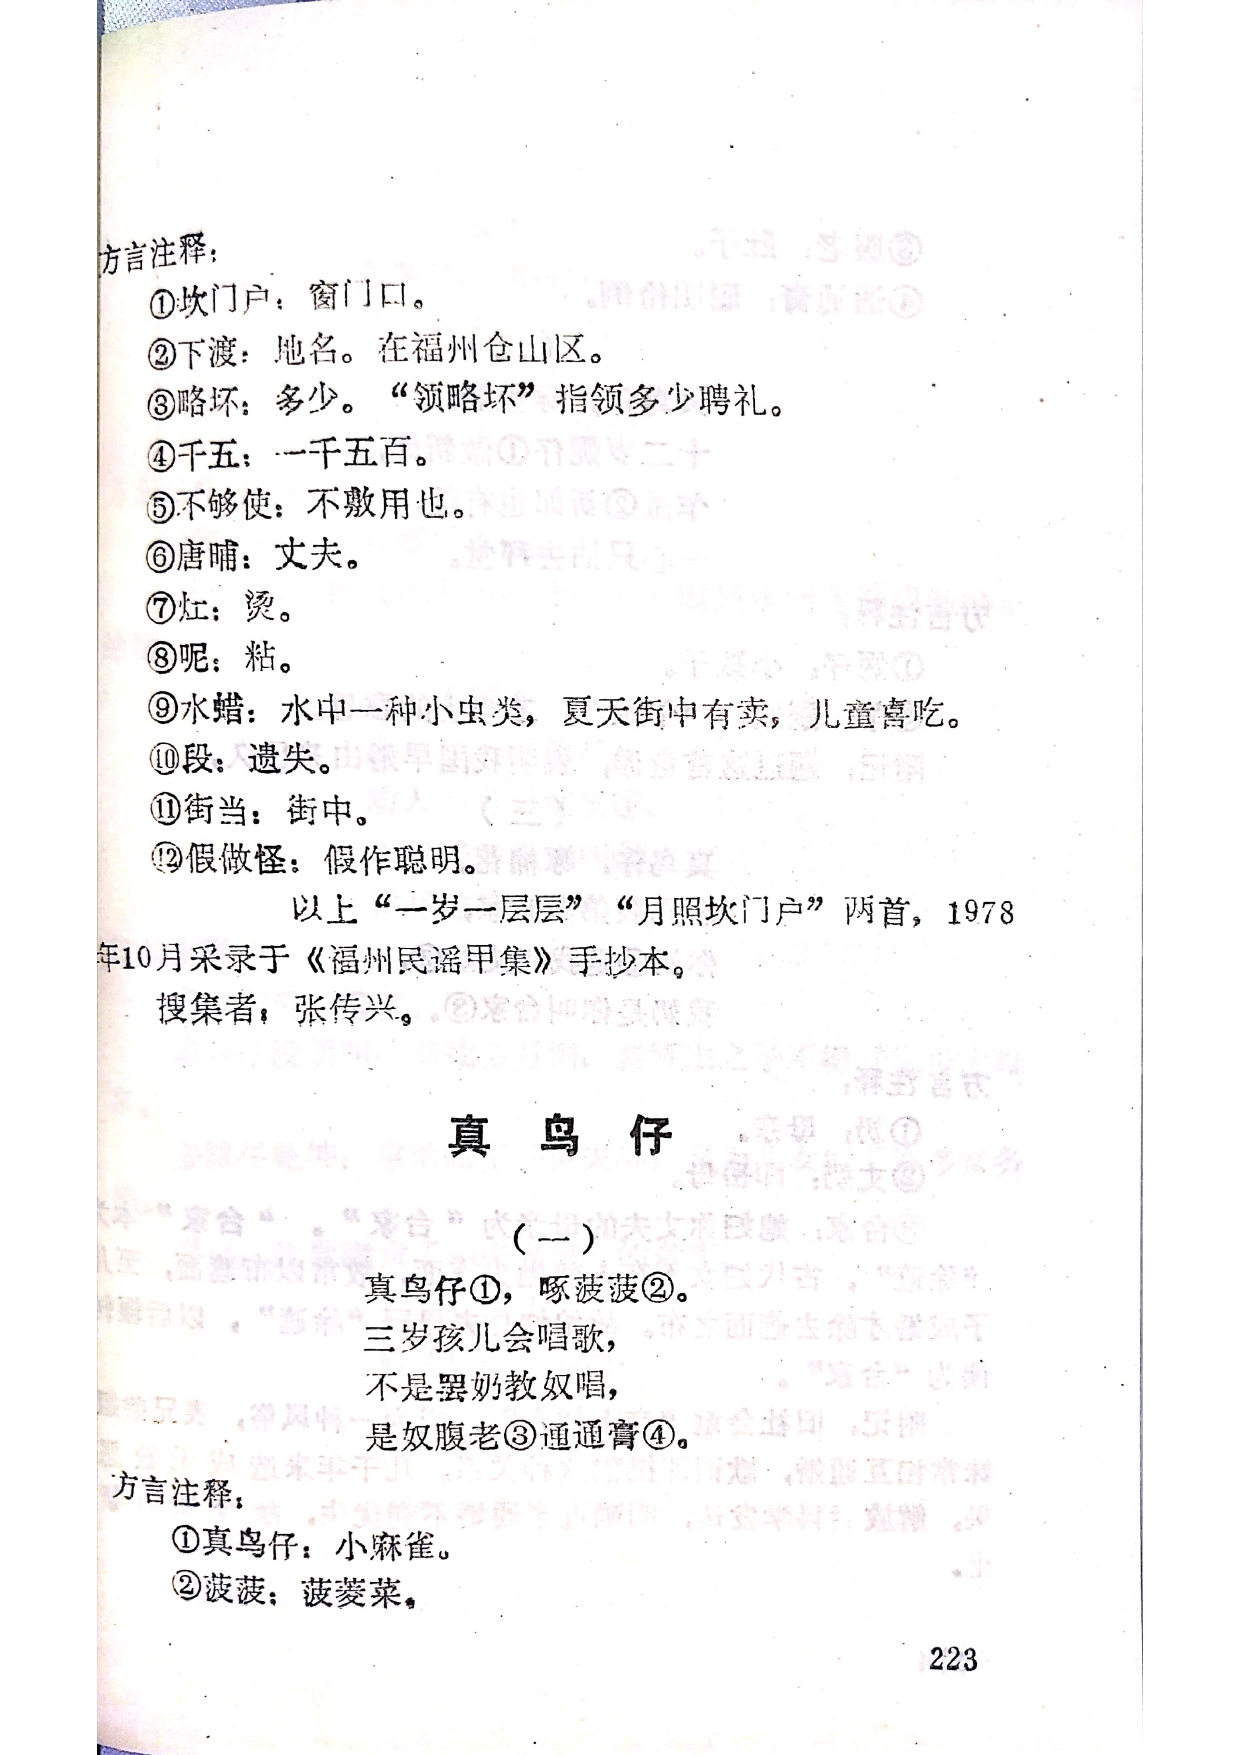 方言注释：
①坎门户：窗门口。
②下渡：地名。在福州仓山区。
③略坏：多少。“领略坏”指领多少聘礼。
④千五：一千五百。
⑤不够使：不敷用也。
⑥唐晡：丈夫。
⑦灴：烫。
⑧呢：粘。
⑨水蜡：水中一种小虫类，夏天街中有卖，儿童喜吃。
⑩段：遗失。
⑪街当：街中。
⑫假做怪：假作聪明。
以上“一岁一层层”“月照坎门户”两首，1978
年10月采录于《福州民谣甲集》手抄本。
搜集者：张传兴。
真鸟仔
（一）
真鸟仔①，啄菠菠②。
三岁孩儿会唱歌，
不是罢奶教奴唱，
是奴腹老③通通膏④。
方言注释：
①真鸟仔：小麻雀。
②菠菠：菠菱菜。
223